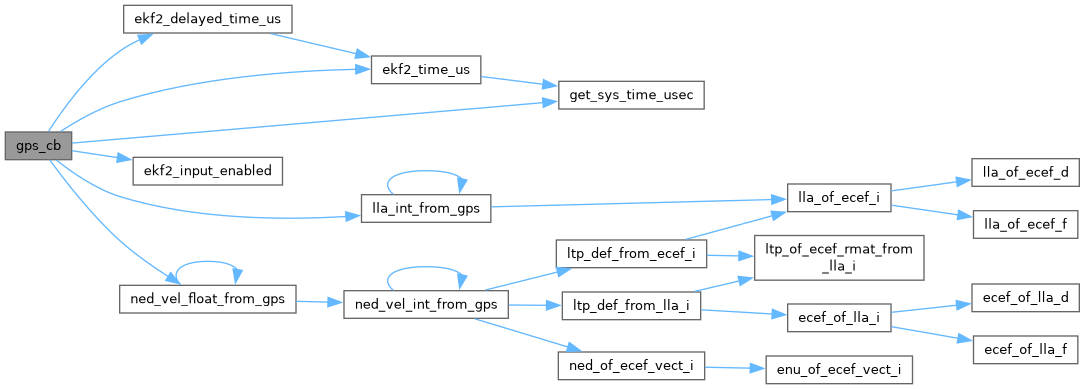 ekf2_delayed_time_us
ekf2_time_us
get_sys_time_usec
gps_cb
ekf2_input_enabled
lla_int_from_gps
lla_of_ecef_i
lla_of_ecef_d
lla_of_ecef_f
ltp_def_from_ecef_i
ltp_of_ecef_rmat_from
_lla_i
ned_vel_float_from_gps
ned_vel_int_from_gps
ltp_def_from_lla_i
ecef_of_lla_i
ecef_of_lla_d
ecef_of_lla_f
ned_of_ecef_vect_i
enu_of_ecef_vect_i